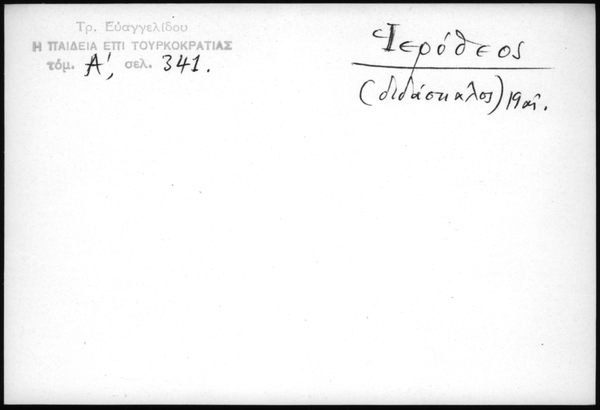 Τρ. Εὐαγγελίδου
Η ΠΑΙΔΕΙΑ ΕΠΙ ΤΟΥΡΚΟΚΡΑΤΙΑΣ
τόμ. Α', σελ. 341.
Ἱερόθεος
(διδάσκαλος) 19 αἰ.